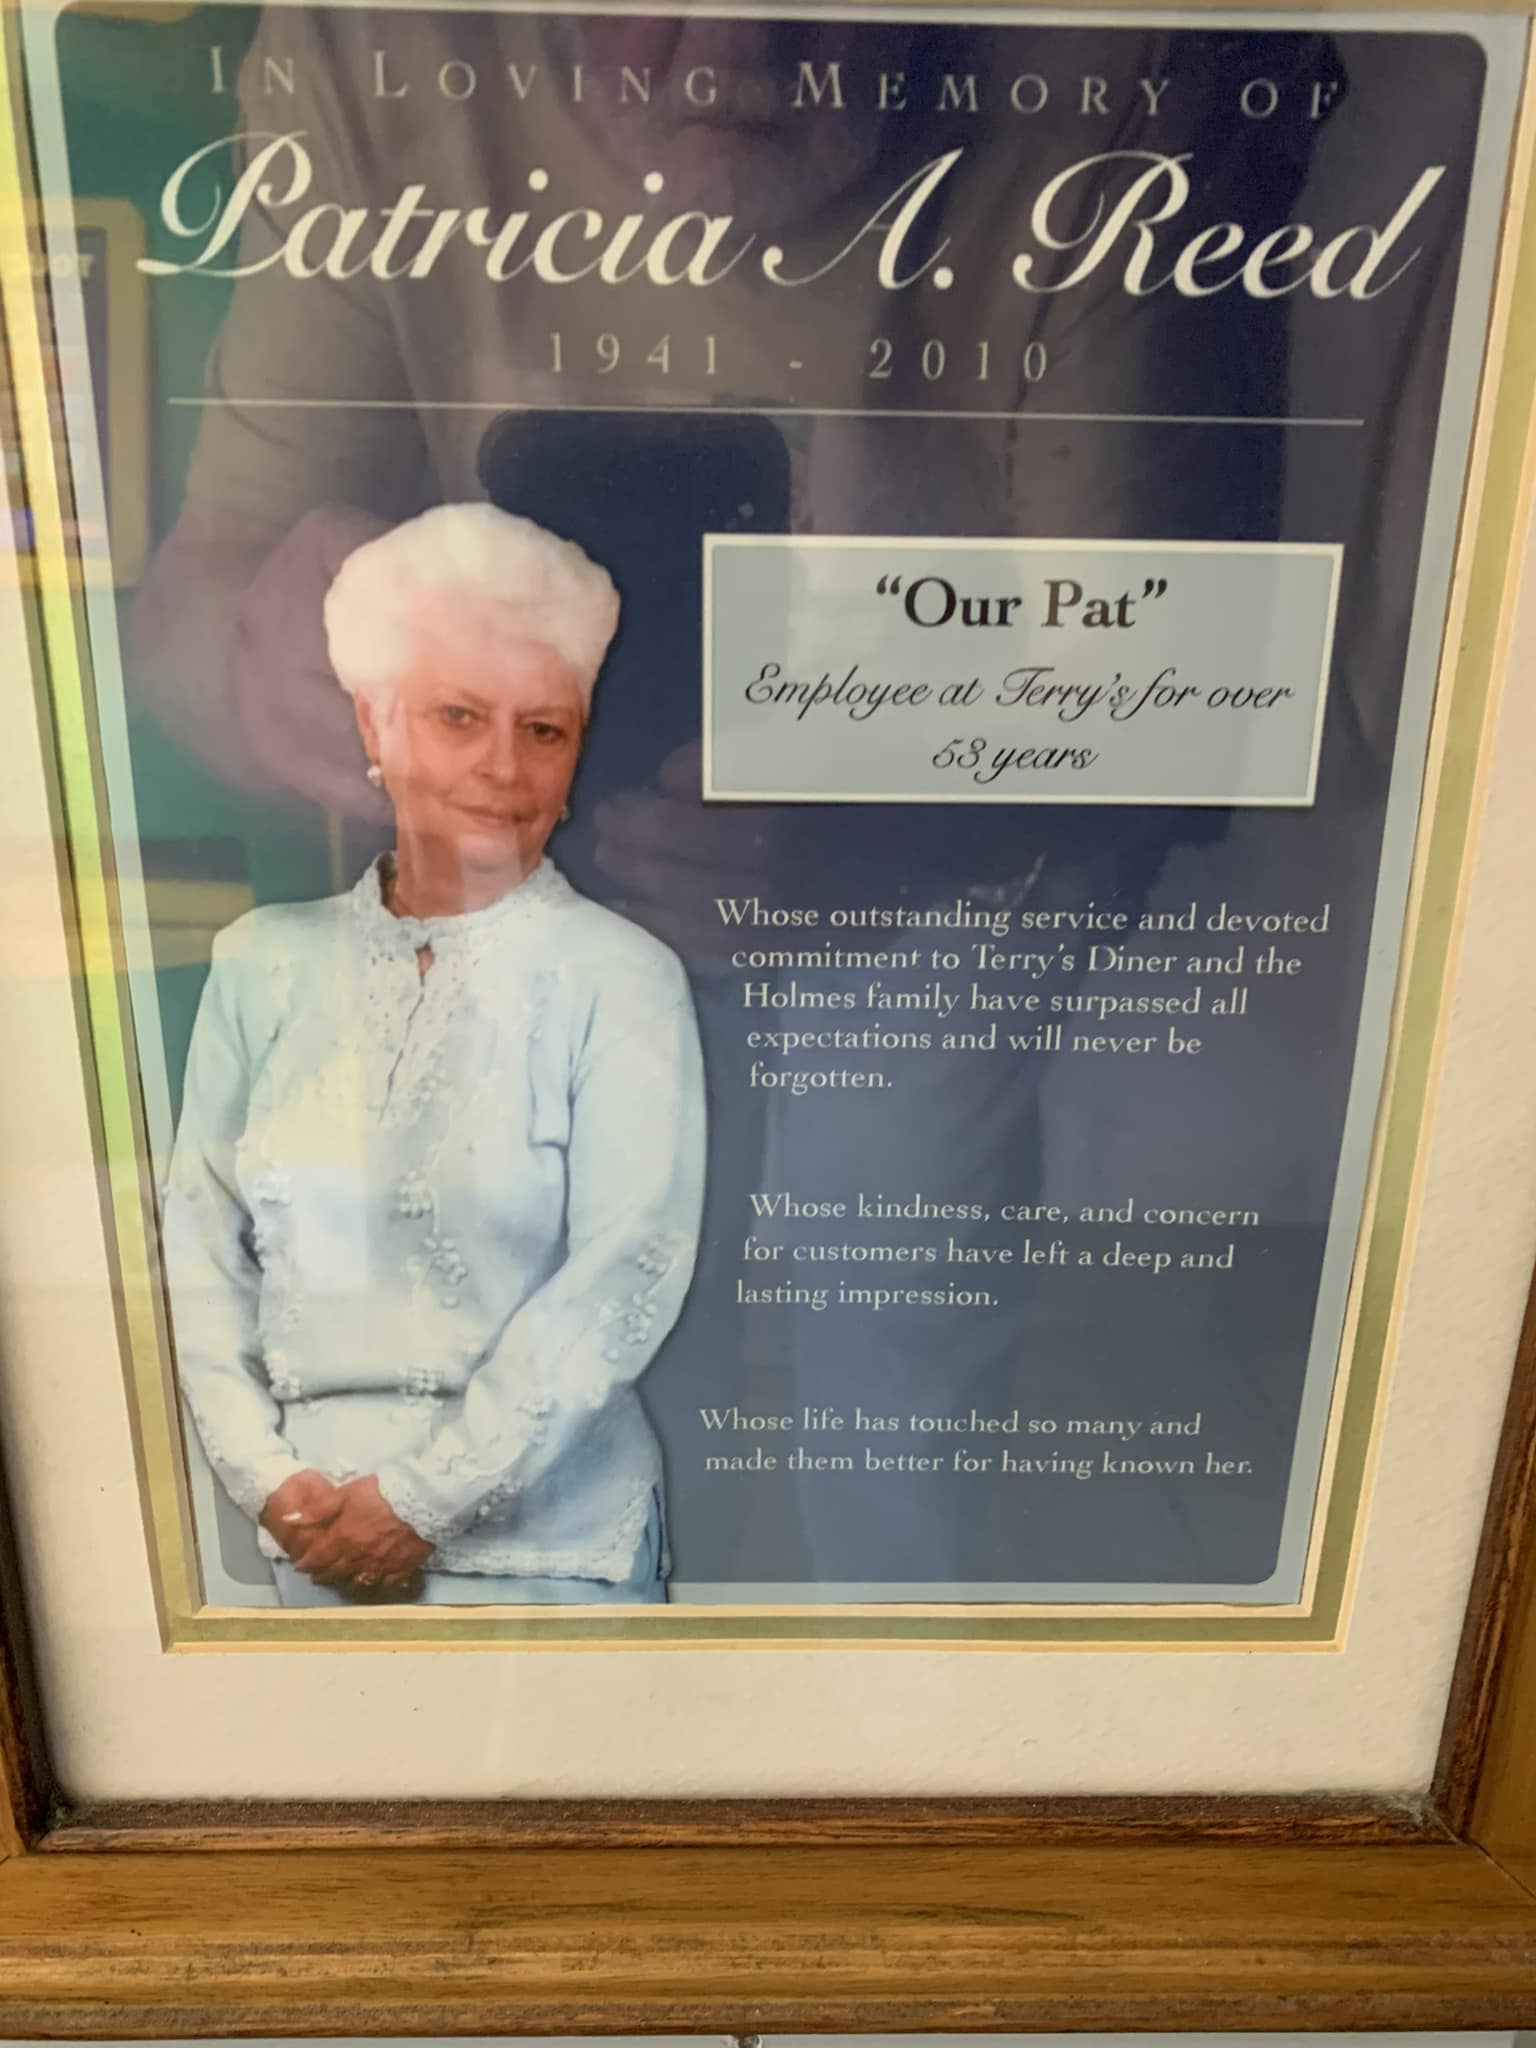 IN LOVING MEMORY OF
Patricia A. Reed
1941 - 2010
“Our Pat”
Employee at Terry's for over
53 years
Whose outstanding service and devoted
commitment to Terry's Diner and the
Holmes family have surpassed all
expectations and will never be
forgotten.
Whose kindness, care, and concern
for customers have left a deep and
lasting impression.
Whose life has touched so many and
made them better for having known her.